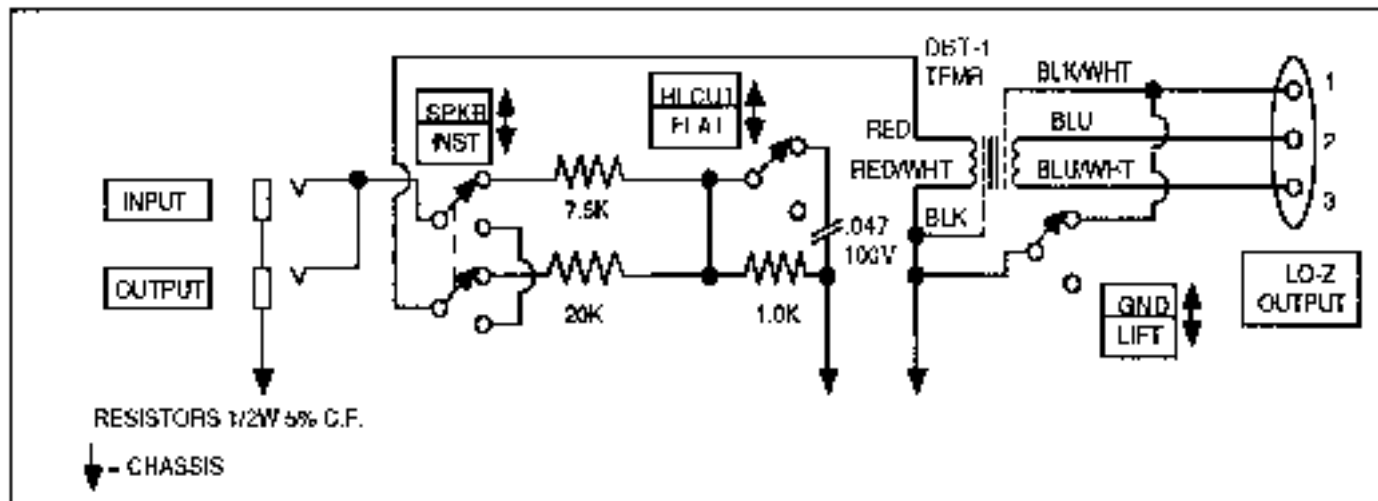 DBT-1
TFMR
BLK/WHT
1
HI CUT
SPKR
FLAT
INST
RED
BLU
2
RED/WHT
BLU/WHT
INPUT
7.5K
3
BLK
.047
100V
OUTPUT
LO-Z
OUTPUT
20K
1.0K
GND
LIFT
RESISTORS 1/2W 5% C.F.
- CHASSIS